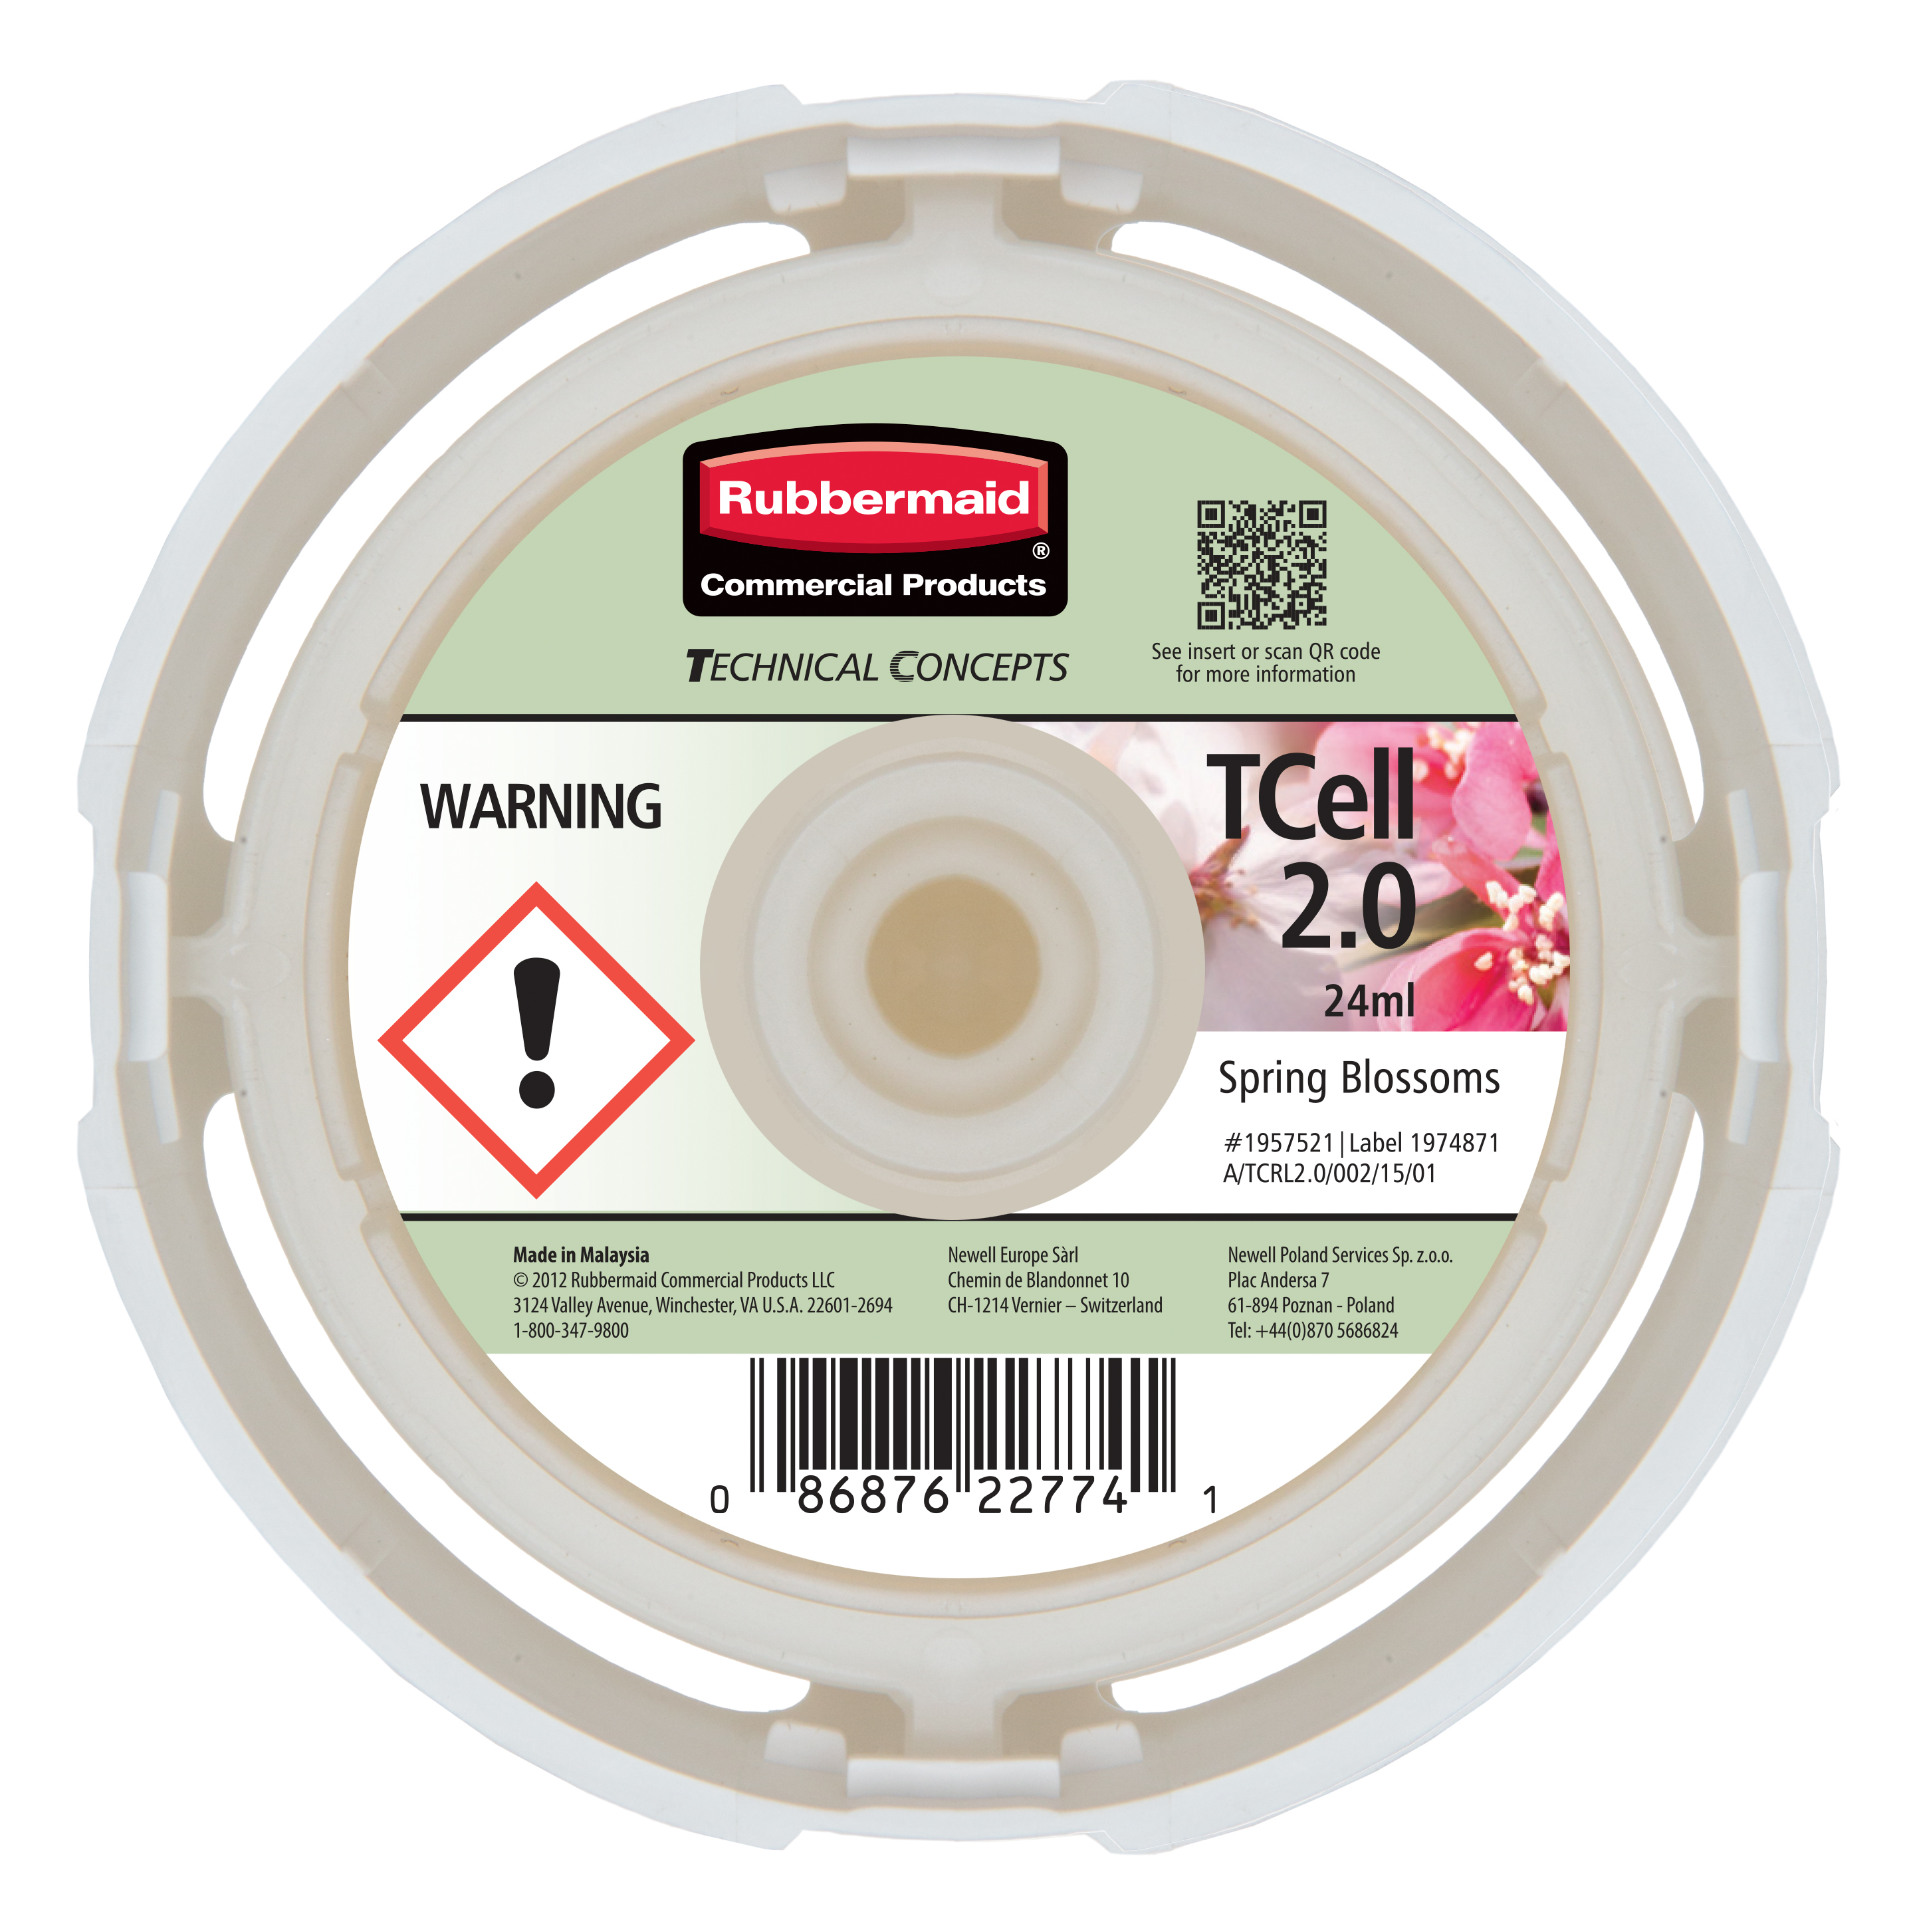 Rubbermaid
®
Commercial Products
TECHNICAL CONCEPTS
See insert or scan QR code
for more information
WARNING
TCell
2.0
24ml
Spring Blossoms
#1957521 | Label 1974871
A/TCRL2.0/002/15/01
Made in Malaysia
© 2012 Rubbermaid Commercial Products LLC
3124 Valley Avenue, Winchester, VA U.S.A. 22601-2694
1-800-347-9800
Newell Europe Sàrl
Chemin de Blandonnet 10
CH-1214 Vernier – Switzerland
Newell Poland Services Sp. z.o.o.
Plac Andersa 7
61-894 Poznan - Poland
Tel: +44(0)870 5686824
0 86876 22774 1